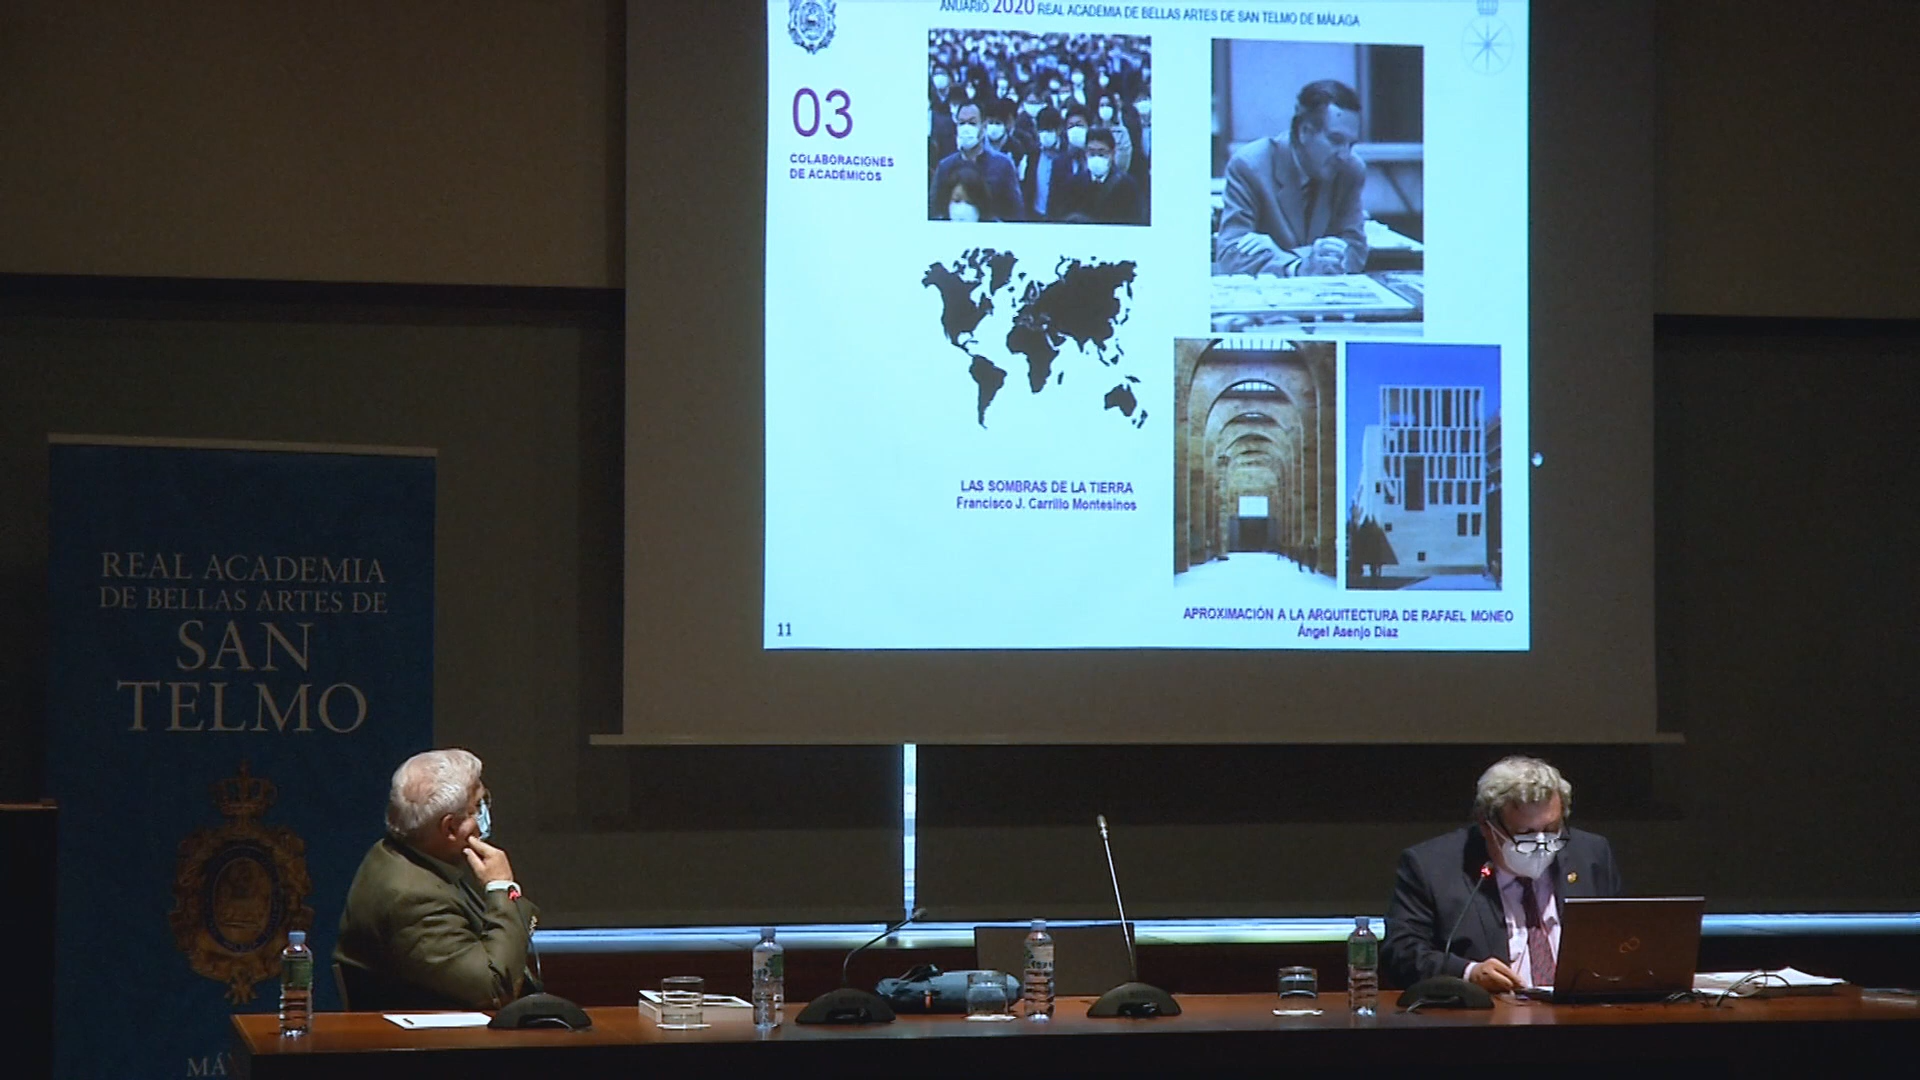 ANUARIO 2020 REAL ACADEMIA DE BELLAS ARTES DE SAN TELMO DE MÁLAGA
03
COLABORACIONES
DE ACADÉMICOS
LAS SOMBRAS DE LA TIERRA
Francisco J. Carrillo Montesinos
APROXIMACIÓN A LA ARQUITECTURA DE RAFAEL MONEO
Ángel Asenjo Díaz
11
REAL ACADEMIA
DE BELLAS ARTES DE
SAN
TELMO
MÁ